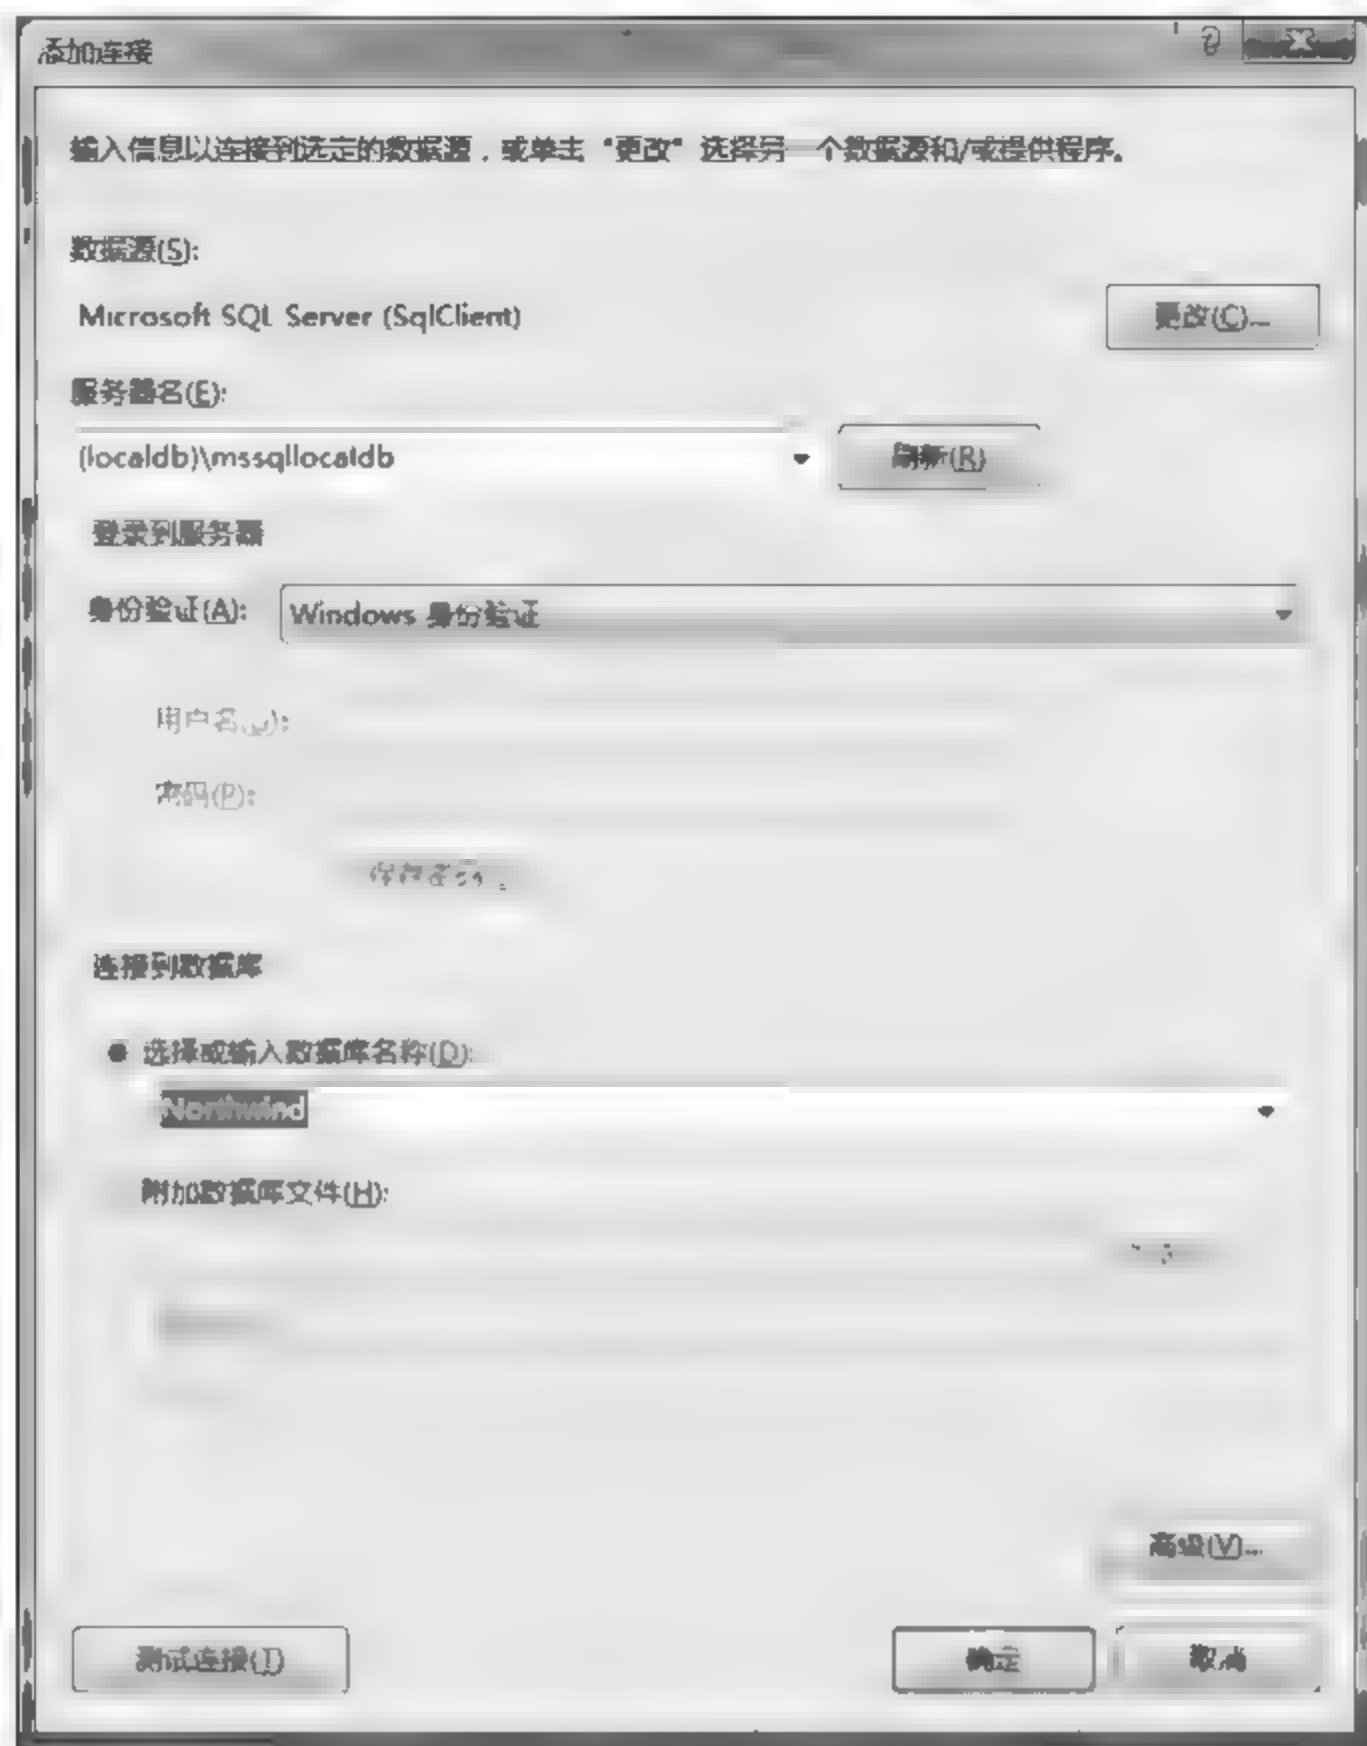 添加连接
输入信息以连接到选定的数据源，或单击“更改”选择另一个数据源和/或提供程序。
数据源(S):
Microsoft SQL Server (SqlClient)
更改(C)...
服务器名(E):
(localdb)\mssqllocaldb
刷新(R)
登录到服务器
身份验证(A):
Windows 身份验证
用户名(U):
密码(P):
连接到数据库
选择或输入数据库名称(D):
Northwind
附加数据库文件(H):
高级(V)...
测试连接(T)
确定
取消